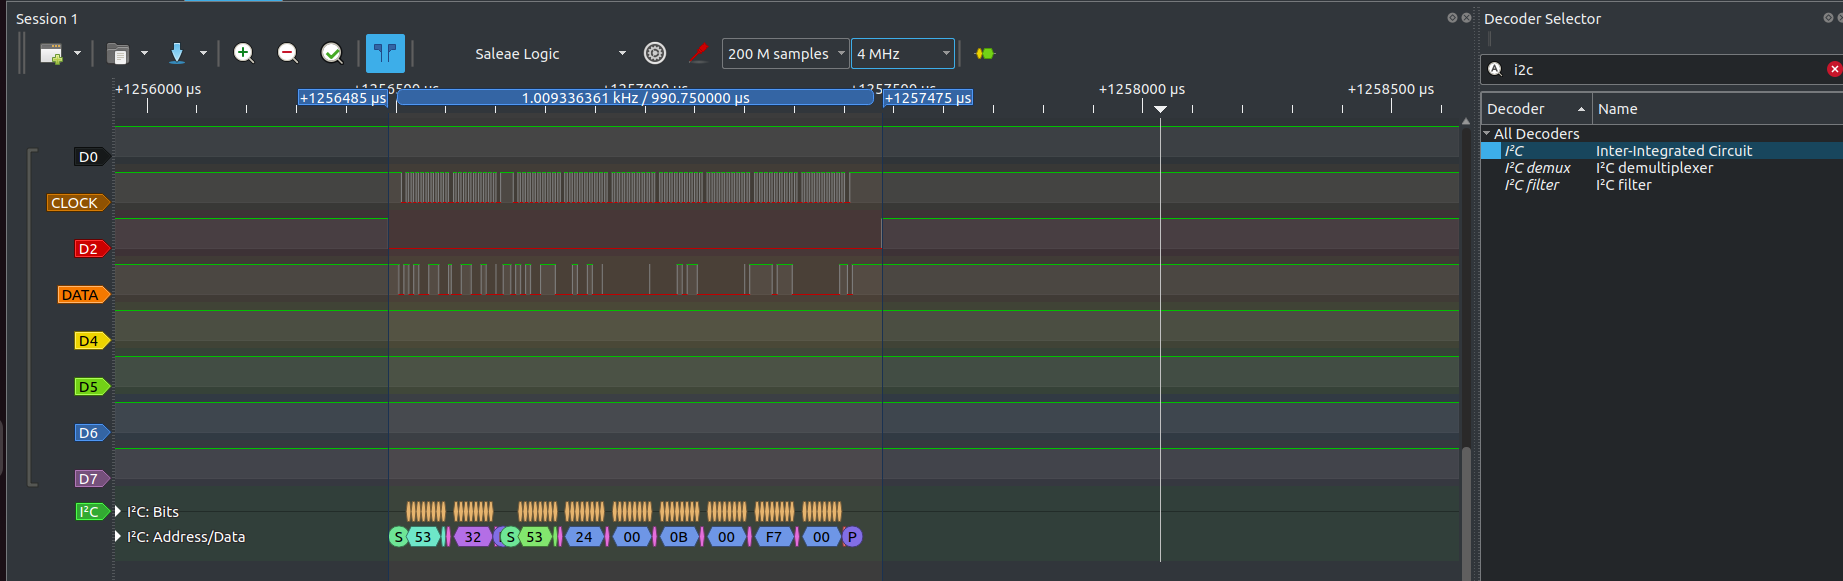 Session 1
Decoder Selector
Saleae Logic
200 M samples
4 MHz
i2c
+1256000 µs
+1258000 µs
+1258500 µs
+1256485 µs
1.009336361 kHz / 990.750000 µs
+1257475 µs
Decoder Name
All Decoders
I²C Inter-Integrated Circuit
I²C demux I²C demultiplexer
I²C filter I²C filter
D0
CLOCK
D2
DATA
D4
D5
D6
D7
I²C I²C: Bits
I²C: Address/Data S 53 32 S 53 24 00 0B 00 F7 00 P